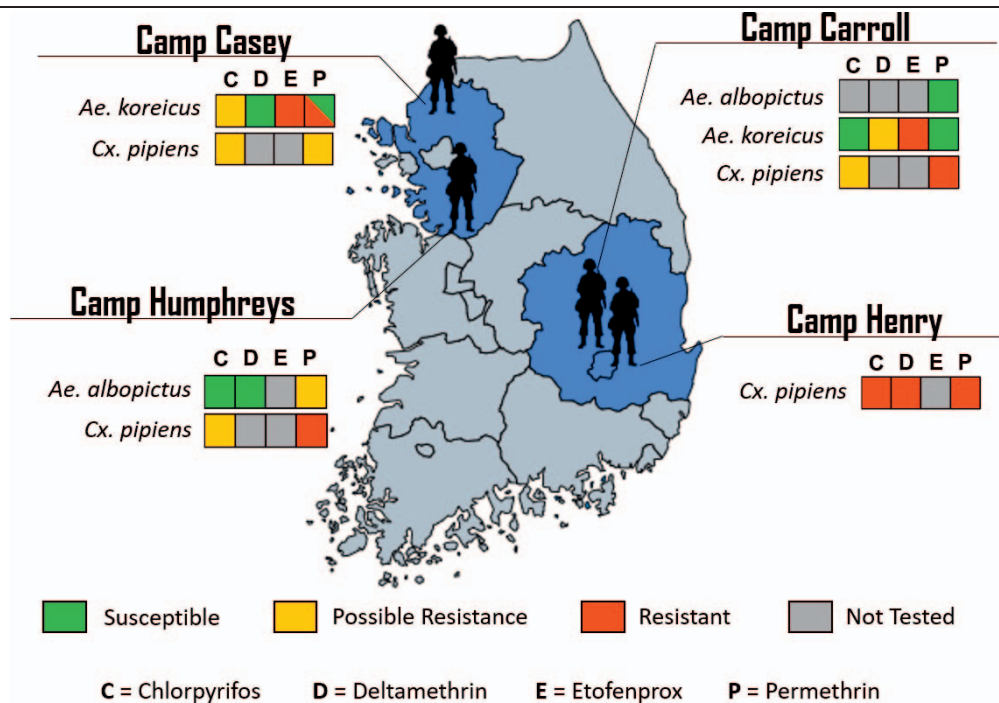 Camp Casey
C D E P
Ae. koreicus
Cx. pipiens
Camp Carroll
C D E P
Ae. albopictus
Ae. koreicus
Cx. pipiens
Camp Humphreys
C D E P
Ae. albopictus
Cx. pipiens
Camp Henry
C D E P
Cx. pipiens
Susceptible Possible Resistance Resistant Not Tested
C = Chlorpyrifos D = Deltamethrin E = Etofenprox P = Permethrin